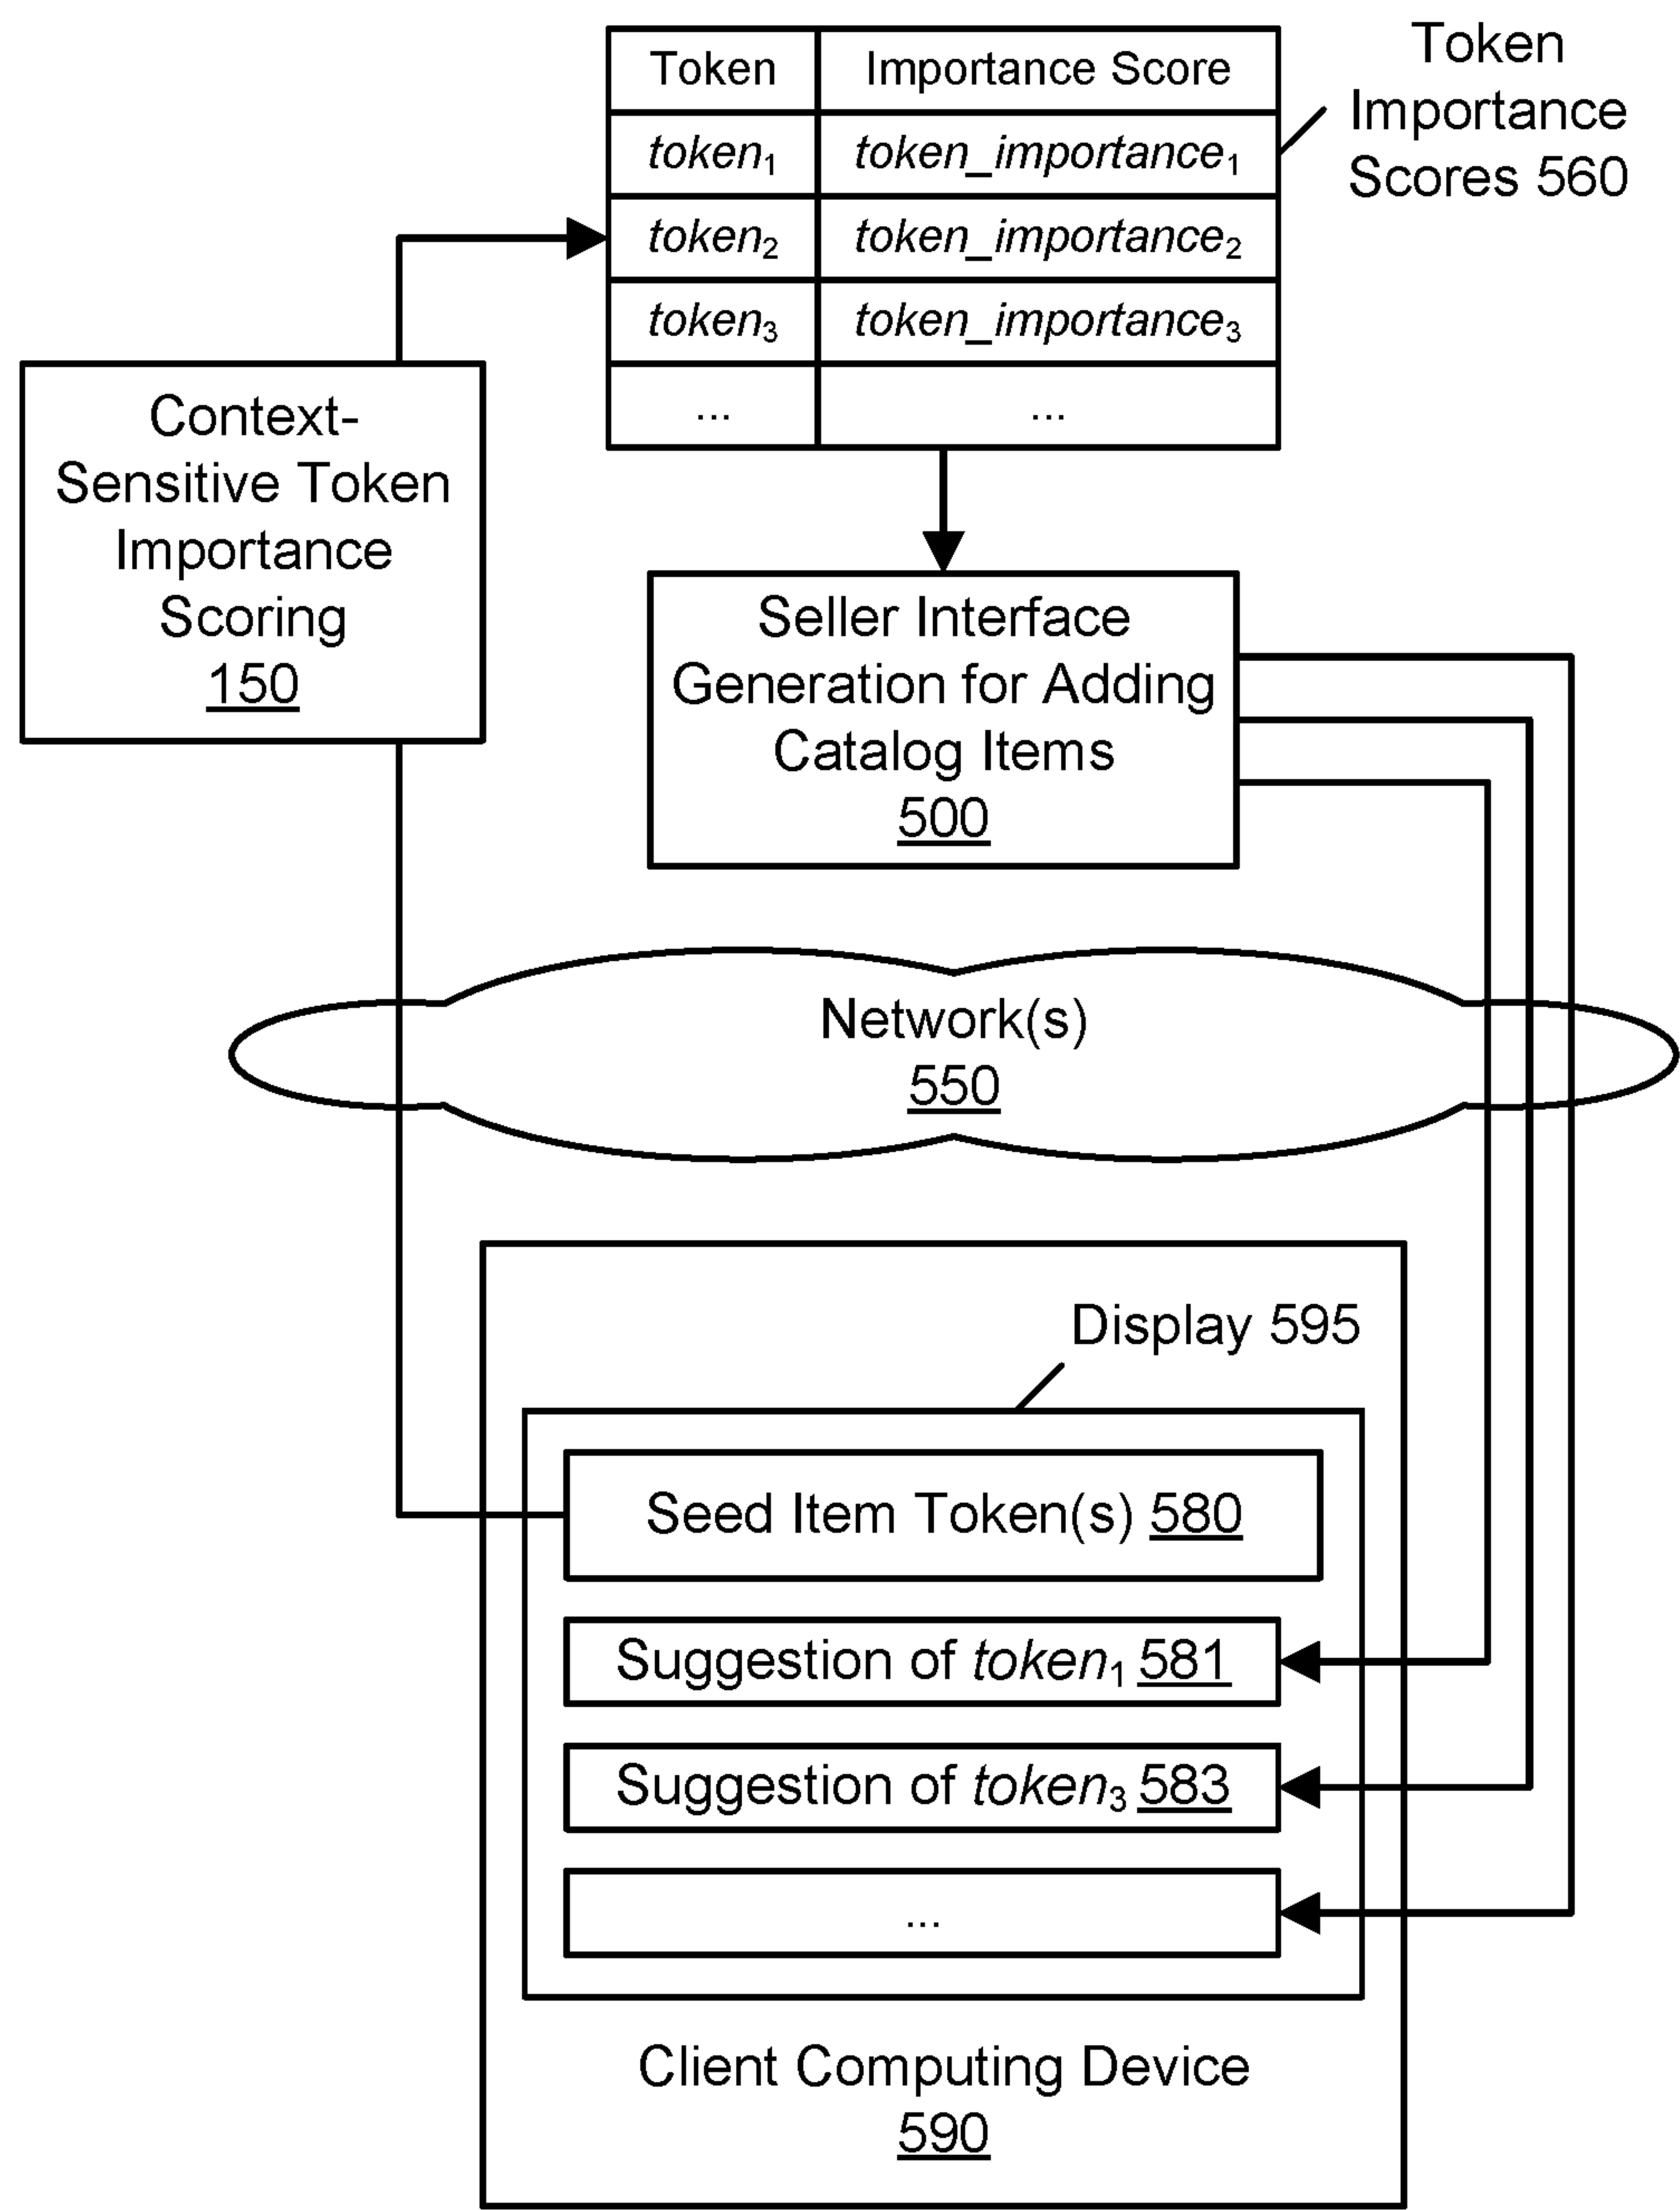 Token Importance Score
token₁ token_importance₁
token₂ token_importance₂
token₃ token_importance₃
... ...
Token
Importance
Scores 560
Context-
Sensitive Token
Importance
Scoring
150
Seller Interface
Generation for Adding
Catalog Items
500
Network(s)
550
Display 595
Seed Item Token(s) 580
Suggestion of token₁ 581
Suggestion of token₃ 583
...
Client Computing Device
590